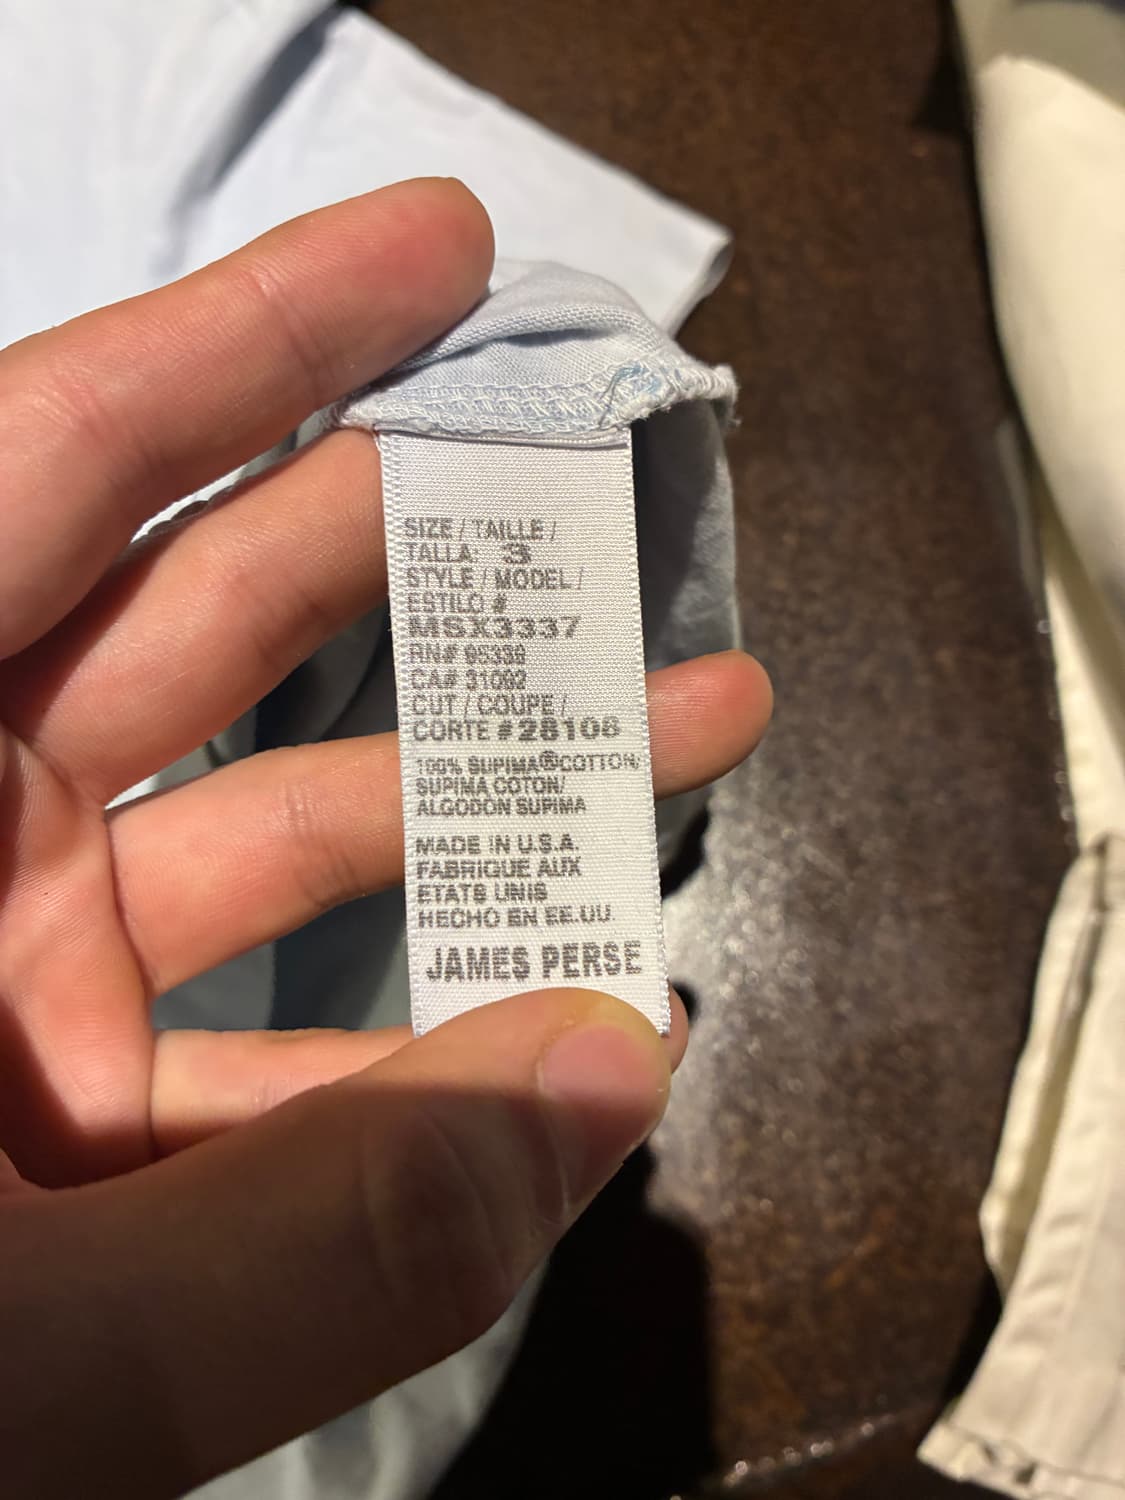 SIZE / TAILLE /
TALLA: 3
STYLE / MODEL /
ESTILO #
MSX3337
RN# 95339
CA# 31092
CUT / COUPE /
CORTE #28106
100% SUPIMA®COTTON/
SUPIMA COTON/
ALGODON SUPIMA
MADE IN U.S.A.
FABRIQUE AUX
ETATS UNIS
HECHO EN EE.UU.
JAMES PERSE